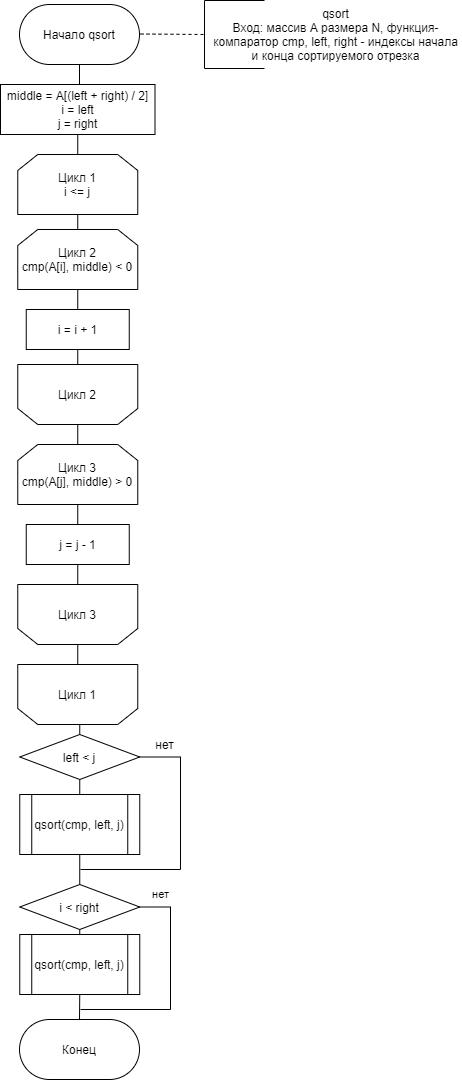 Начало qsort
qsort
Вход: массив А размера N, функция-
компаратор cmp, left, right - индексы начала
и конца сортируемого отрезка
middle = A[(left + right) / 2]
i = left
j = right
Цикл 1
i <= j
Цикл 2
cmp(A[i], middle) < 0
i = i + 1
Цикл 2
Цикл 3
cmp(A[j], middle) > 0
j = j - 1
Цикл 3
Цикл 1
left < j
нет
qsort(cmp, left, j)
нет
i < right
qsort(cmp, left, j)
Конец